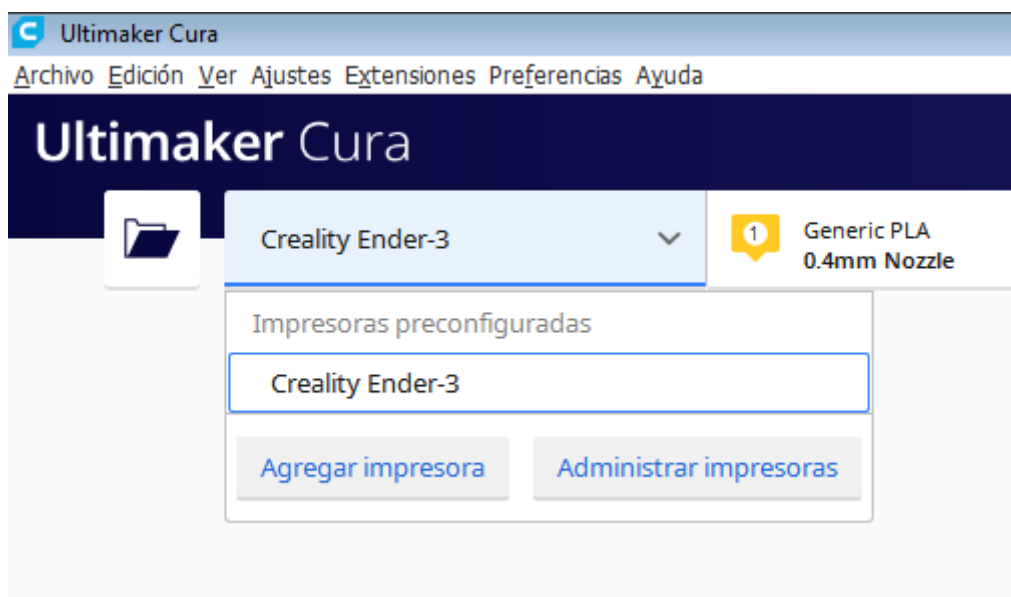 Ultimaker Cura
Archivo Edición Ver Ajustes Extensiones Preferencias Ayuda
Ultimaker Cura
Creality Ender-3
1
Generic PLA
0.4mm Nozzle
Impresoras preconfiguradas
Creality Ender-3
Agregar impresora
Administrar impresoras